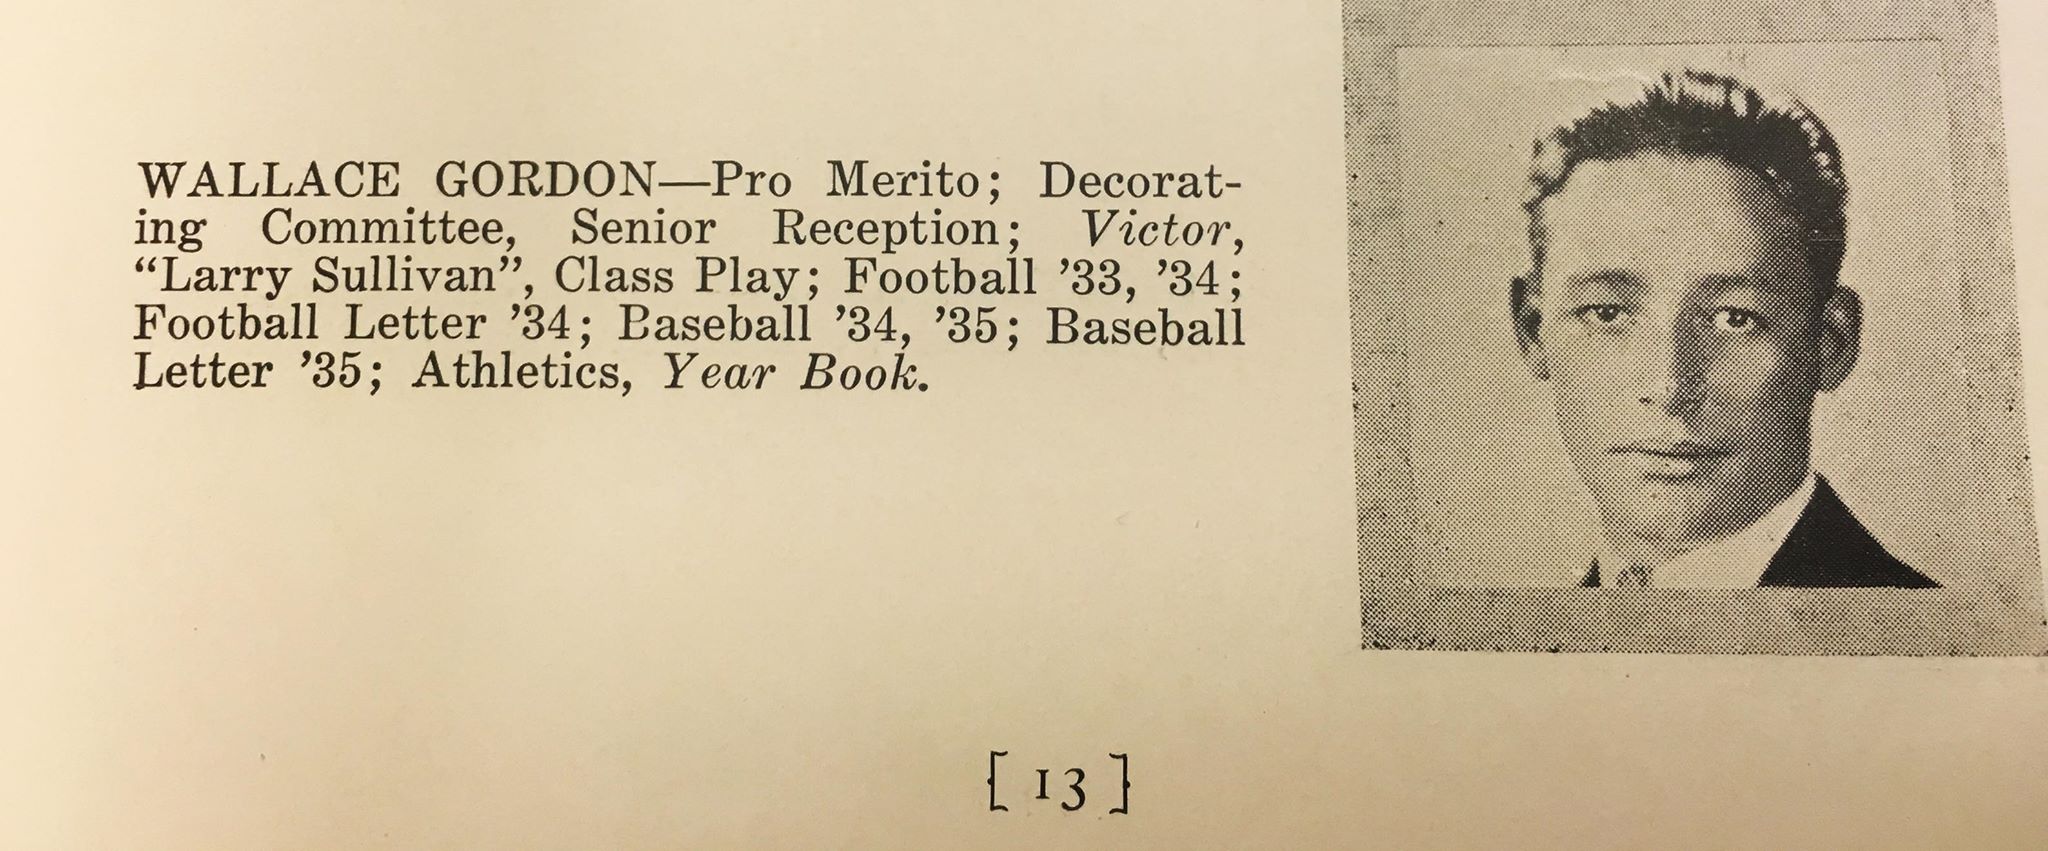 WALLACE GORDON—Pro Merito; Decorat-
ing Committee, Senior Reception; Victor,
“Larry Sullivan”, Class Play; Football ’33, ’34;
Football Letter ’34; Baseball ’34, ’35; Baseball
Letter ’35; Athletics, Year Book.
[ 13 ]